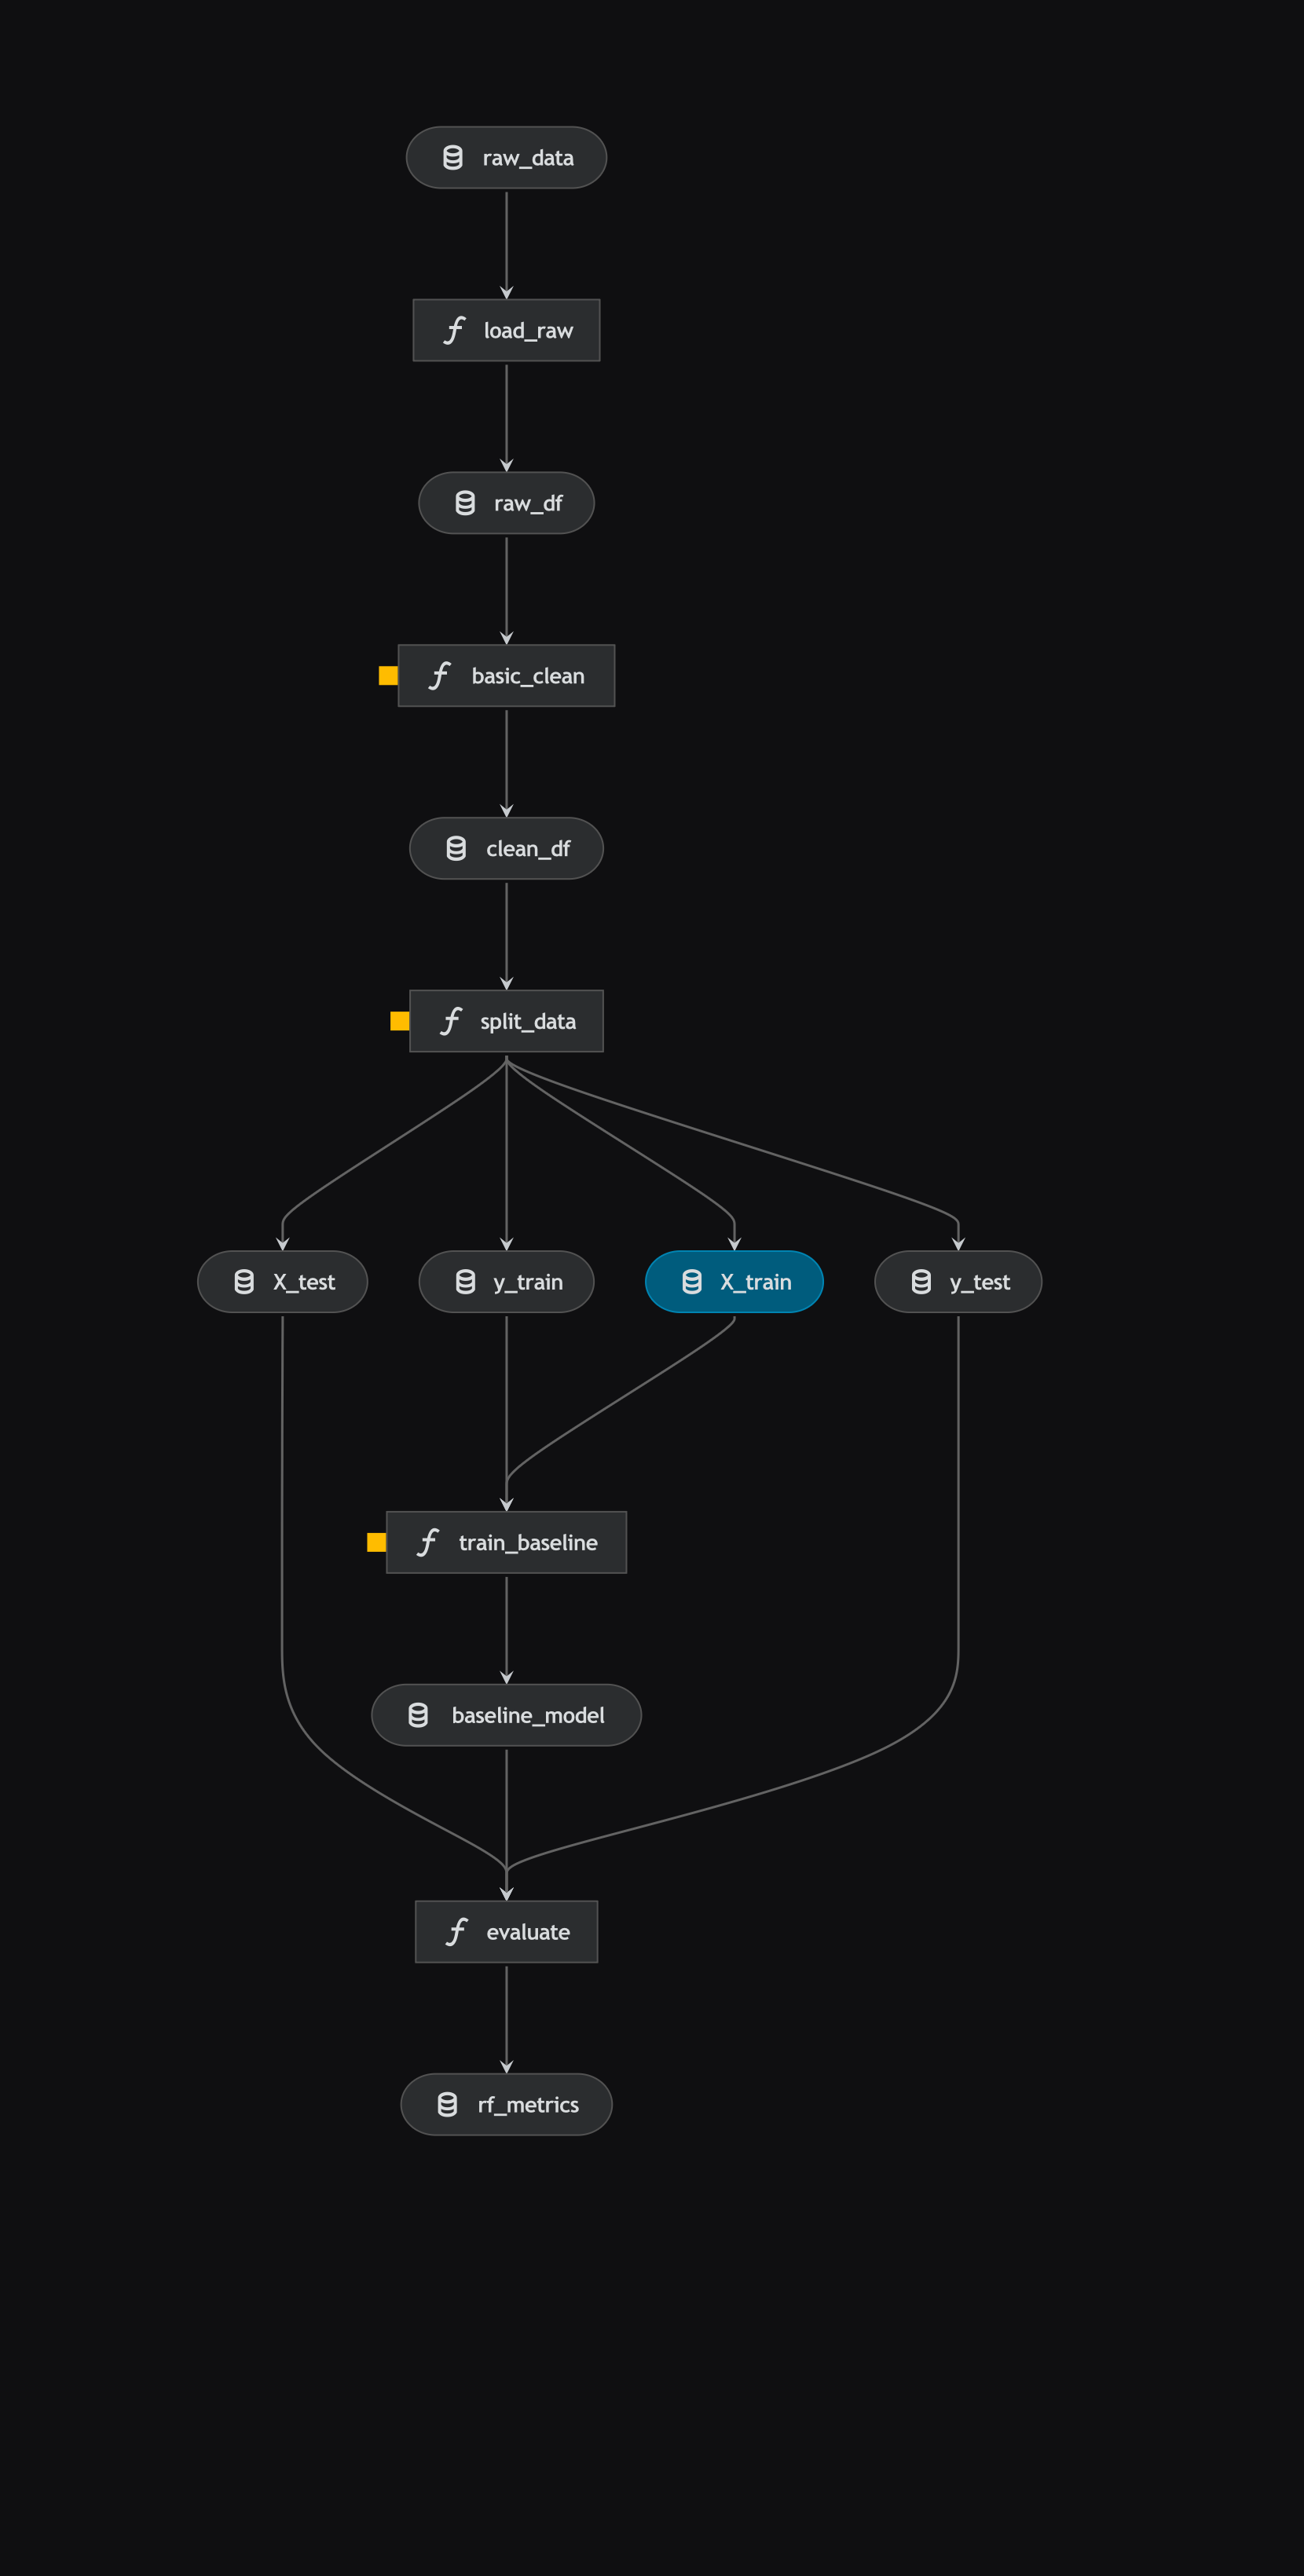 raw_data
load_raw
raw_df
basic_clean
clean_df
split_data
X_test
y_train
X_train
y_test
train_baseline
baseline_model
evaluate
rf_metrics